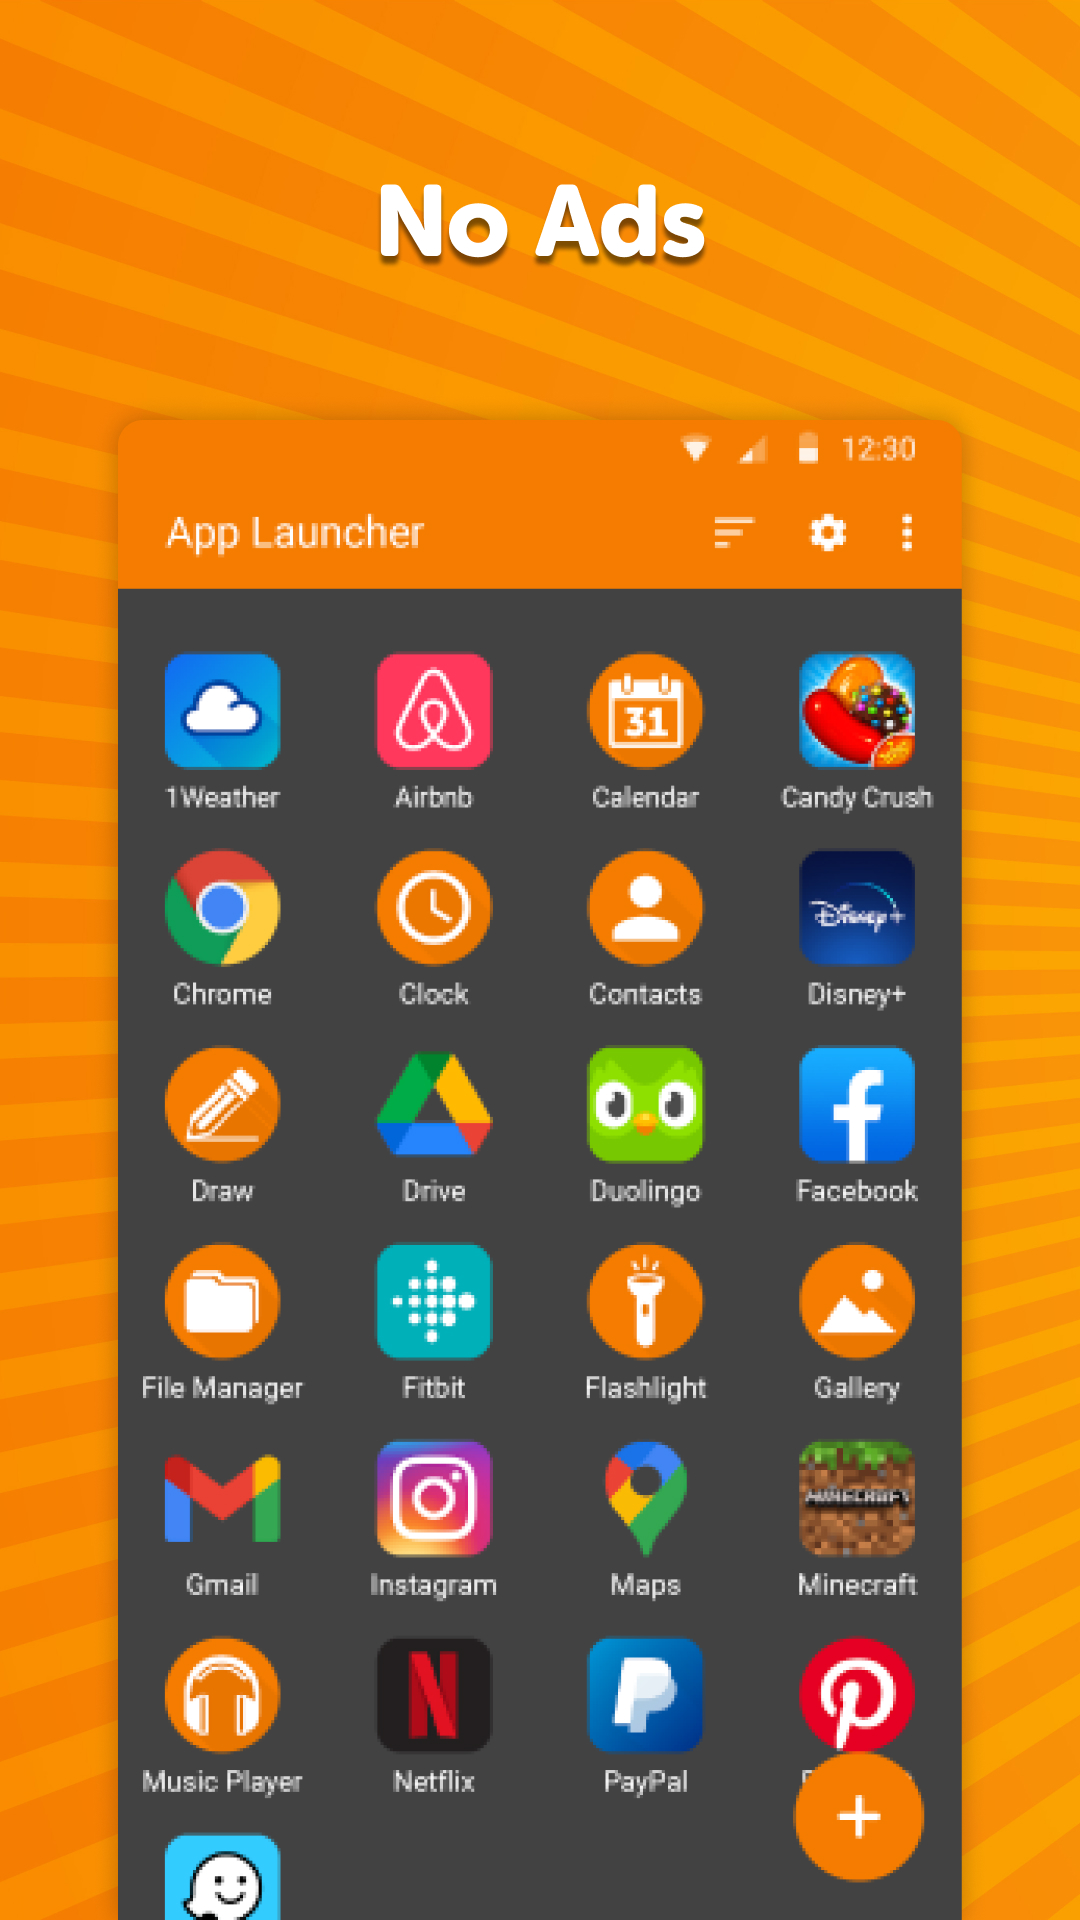 No Ads
12:30
App Launcher
31
1Weather
Airbnb
Calendar
Candy Crush
Disney+
Chrome
Clock
Contacts
Disney+
Draw
Drive
Duolingo
Facebook
File Manager
Fitbit
Flashlight
Gallery
MINECRAFT
Gmail
Instagram
Maps
Minecraft
Music Player
Netflix
PayPal